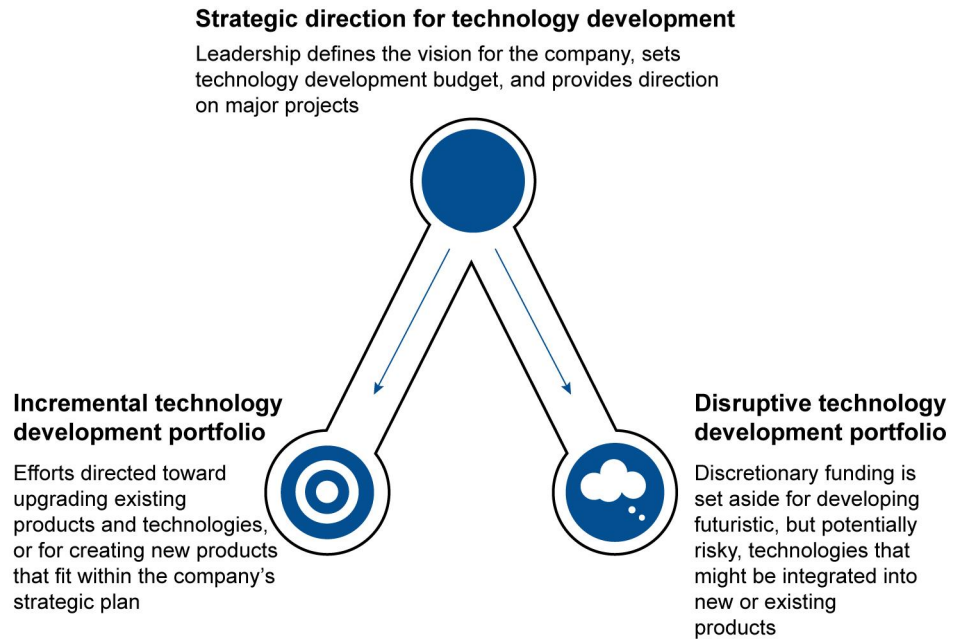 Strategic direction for technology development
Leadership defines the vision for the company, sets
technology development budget, and provides direction
on major projects
Incremental technology
development portfolio
Efforts directed toward
upgrading existing
products and technologies,
or for creating new products
that fit within the company’s
strategic plan
Disruptive technology
development portfolio
Discretionary funding is
set aside for developing
futuristic, but potentially
risky, technologies that
might be integrated into
new or existing
products